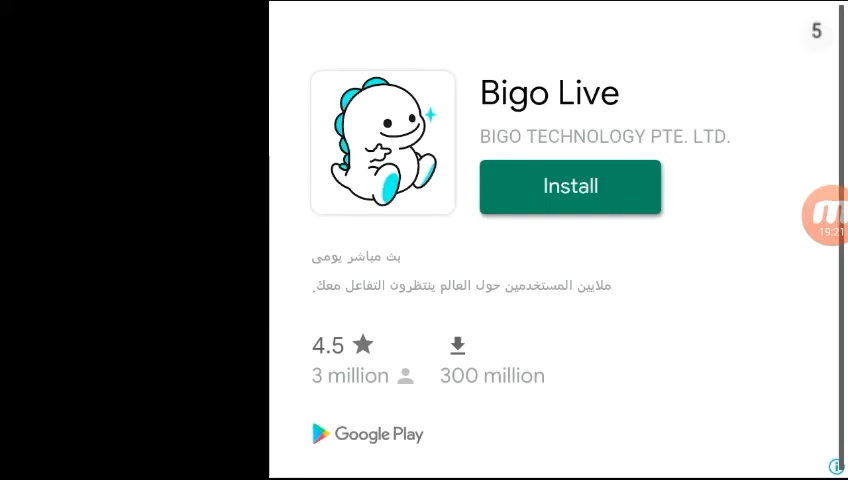 5
Bigo Live
BIGO TECHNOLOGY PTE. LTD.
Install
19:21
بث مباشر يومى
ملايين المستخدمين حول العالم ينتظرون التفاعل معك.
4.5
3 million 300 million
Google Play